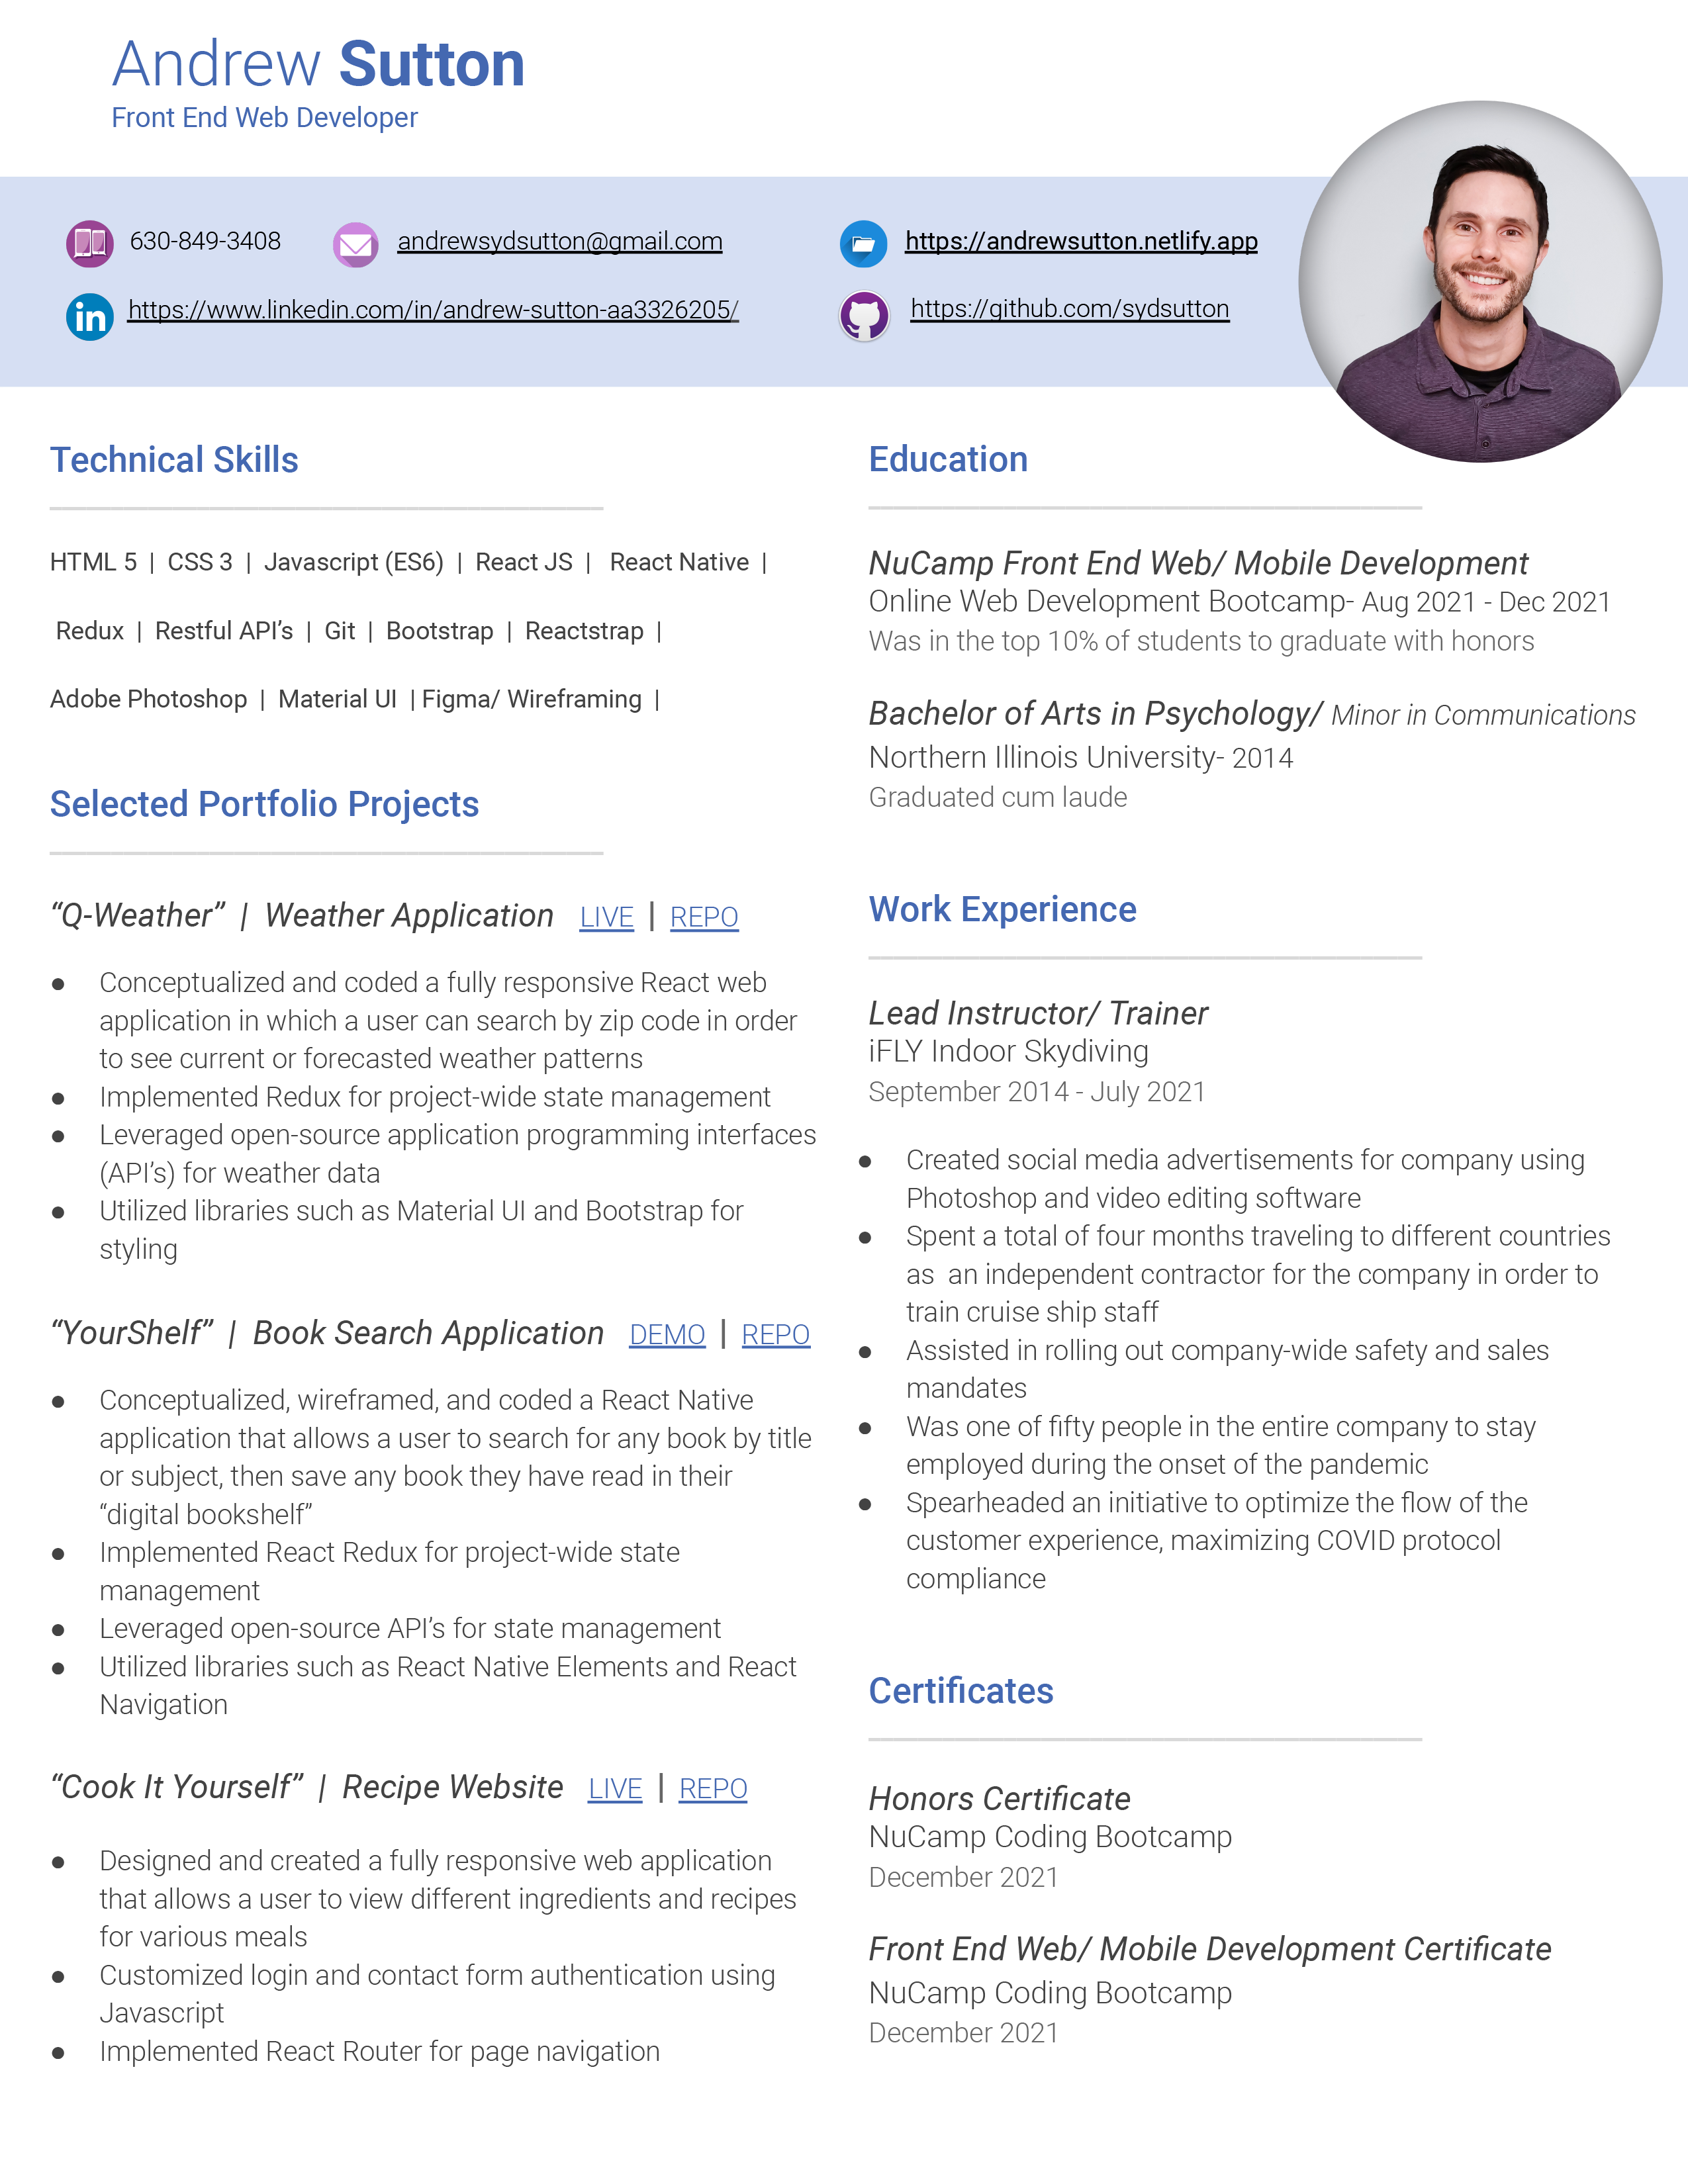 Andrew Sutton
Front End Web Developer
630-849-3408
andrewsydsutton@gmail.com
https://andrewsutton.netlify.app
in
https://www.linkedin.com/in/andrew-sutton-aa3326205/
https://github.com/sydsutton
Technical Skills
HTML 5 | CSS 3 | Javascript (ES6) | React JS | React Native |
Redux | Restful API’s | Git | Bootstrap | Reactstrap |
Adobe Photoshop | Material UI | Figma/ Wireframing |
Selected Portfolio Projects
“Q-Weather” | Weather Application LIVE | REPO
● Conceptualized and coded a fully responsive React web
application in which a user can search by zip code in order
to see current or forecasted weather patterns
● Implemented Redux for project-wide state management
● Leveraged open-source application programming interfaces
(API’s) for weather data
● Utilized libraries such as Material UI and Bootstrap for
styling
“YourShelf” | Book Search Application DEMO | REPO
● Conceptualized, wireframed, and coded a React Native
application that allows a user to search for any book by title
or subject, then save any book they have read in their
“digital bookshelf”
● Implemented React Redux for project-wide state
management
● Leveraged open-source API’s for state management
● Utilized libraries such as React Native Elements and React
Navigation
“Cook It Yourself” | Recipe Website LIVE | REPO
● Designed and created a fully responsive web application
that allows a user to view different ingredients and recipes
for various meals
● Customized login and contact form authentication using
Javascript
● Implemented React Router for page navigation
Education
NuCamp Front End Web/ Mobile Development
Online Web Development Bootcamp- Aug 2021 - Dec 2021
Was in the top 10% of students to graduate with honors
Bachelor of Arts in Psychology/ Minor in Communications
Northern Illinois University- 2014
Graduated cum laude
Work Experience
Lead Instructor/ Trainer
iFLY Indoor Skydiving
September 2014 - July 2021
● Created social media advertisements for company using
Photoshop and video editing software
● Spent a total of four months traveling to different countries
as an independent contractor for the company in order to
train cruise ship staff
● Assisted in rolling out company-wide safety and sales
mandates
● Was one of fifty people in the entire company to stay
employed during the onset of the pandemic
● Spearheaded an initiative to optimize the flow of the
customer experience, maximizing COVID protocol
compliance
Certificates
Honors Certificate
NuCamp Coding Bootcamp
December 2021
Front End Web/ Mobile Development Certificate
NuCamp Coding Bootcamp
December 2021